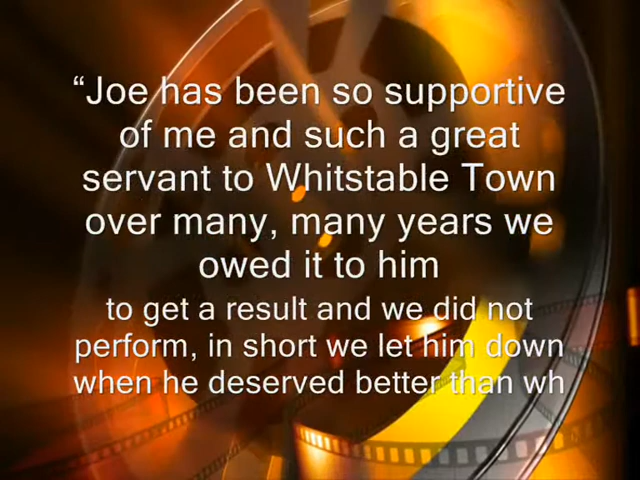 “Joe has been so supportive
of me and such a great
servant to Whitstable Town
over many, many years we
owed it to him
to get a result and we did not
perform, in short we let him down
when he deserved better than wh